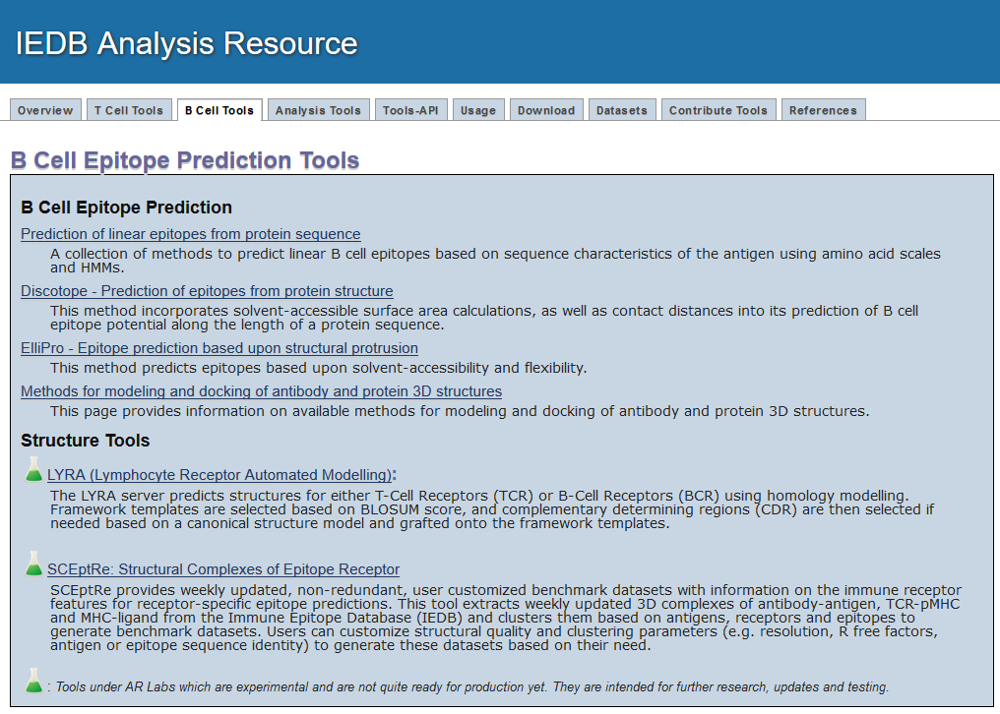 IEDB Analysis Resource
Overview T Cell Tools B Cell Tools Analysis Tools Tools-API Usage Download Datasets Contribute Tools References
B Cell Epitope Prediction Tools
B Cell Epitope Prediction
Prediction of linear epitopes from protein sequence
A collection of methods to predict linear B cell epitopes based on sequence characteristics of the antigen using amino acid scales
and HMMs.
Discotope - Prediction of epitopes from protein structure
This method incorporates solvent-accessible surface area calculations, as well as contact distances into its prediction of B cell
epitope potential along the length of a protein sequence.
ElliPro - Epitope prediction based upon structural protrusion
This method predicts epitopes based upon solvent-accessibility and flexibility.
Methods for modeling and docking of antibody and protein 3D structures
This page provides information on available methods for modeling and docking of antibody and protein 3D structures.
Structure Tools
LYRA (Lymphocyte Receptor Automated Modelling):
The LYRA server predicts structures for either T-Cell Receptors (TCR) or B-Cell Receptors (BCR) using homology modelling.
Framework templates are selected based on BLOSUM score, and complementary determining regions (CDR) are then selected if
needed based on a canonical structure model and grafted onto the framework templates.
SCEptRe: Structural Complexes of Epitope Receptor
SCEptRe provides weekly updated, non-redundant, user customized benchmark datasets with information on the immune receptor
features for receptor-specific epitope predictions. This tool extracts weekly updated 3D complexes of antibody-antigen, TCR-pMHC
and MHC-ligand from the Immune Epitope Database (IEDB) and clusters them based on antigens, receptors and epitopes to
generate benchmark datasets. Users can customize structural quality and clustering parameters (e.g. resolution, R free factors,
antigen or epitope sequence identity) to generate these datasets based on their need.
: Tools under AR Labs which are experimental and are not quite ready for production yet. They are intended for further research, updates and testing.